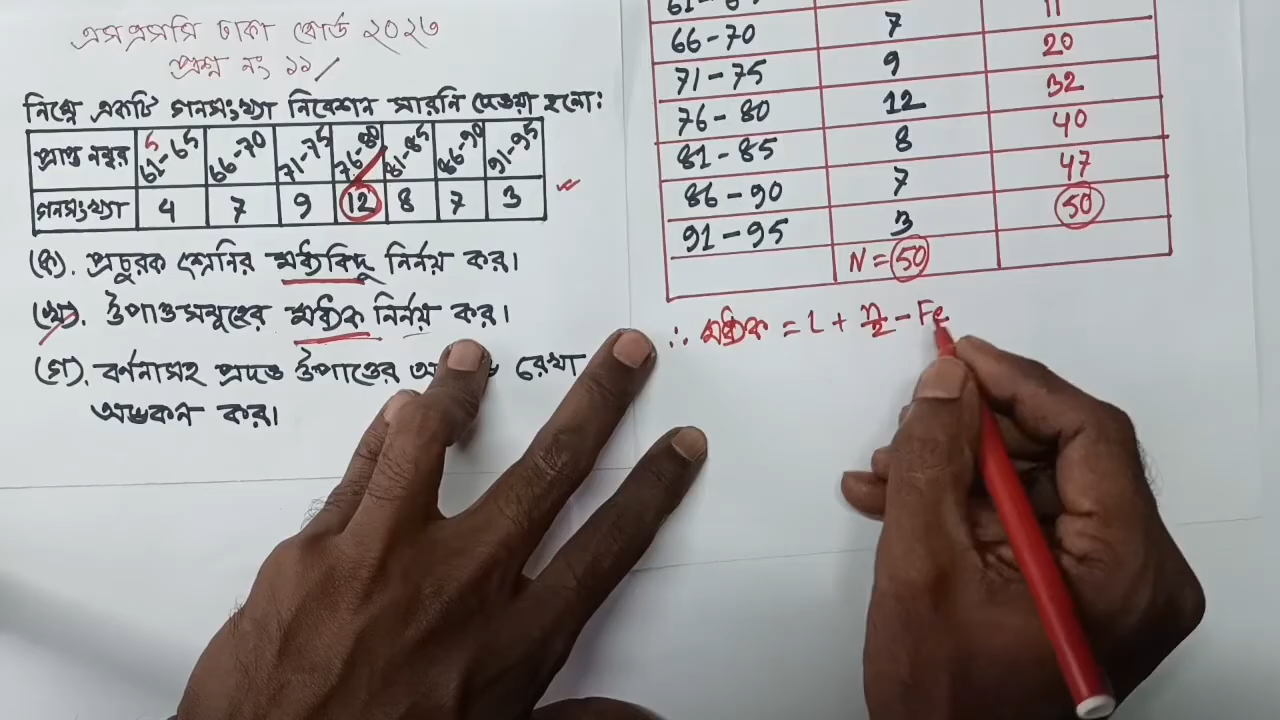 এসএসসি ঢাকা বোর্ড ২০২৩
প্রশ্ন নং ১১
নিম্নে একটি গনসংখ্যা নিবেশন সারনি দেওয়া হলো:
প্রাপ্ত নম্বর 61-65 66-70 71-75 76-80 81-85 86-90 91-95
গনসংখ্যা 4 7 9 12 8 7 3
(ক). প্রচুরক শ্রেনির মধ্যবিন্দু নির্নয় কর।
(খ). উপাত্তসমূহের মধ্যক নির্নয় কর।
(গ). বর্ণনাসহ প্রদত্ত উপাত্তের রেখা
অঙ্কন কর।
11
66-70 7 20
71-75 9 32
76-80 12 40
81-85 8 47
86-90 7 50
91-95 3
N = 50
∴ মধ্যক = L + n/2 - Fc